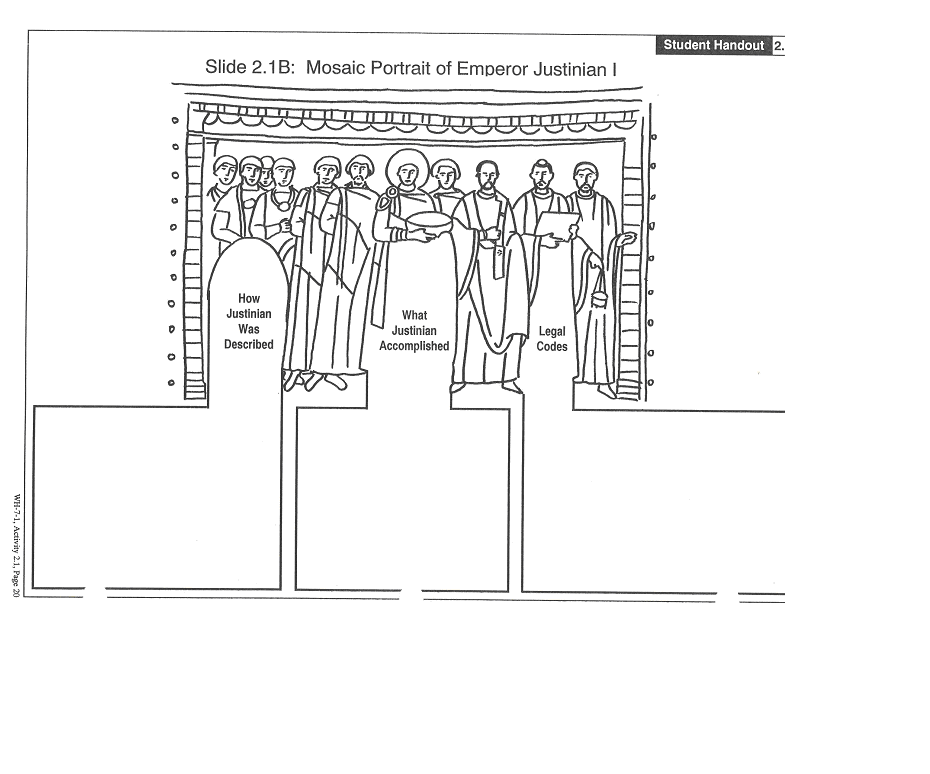 Student Handout 2.
Slide 2.1B: Mosaic Portrait of Emperor Justinian I
How
Justinian
Was
Described
What
Justinian
Accomplished
Legal
Codes
WH-7-1, Activity 2.1, Page 20